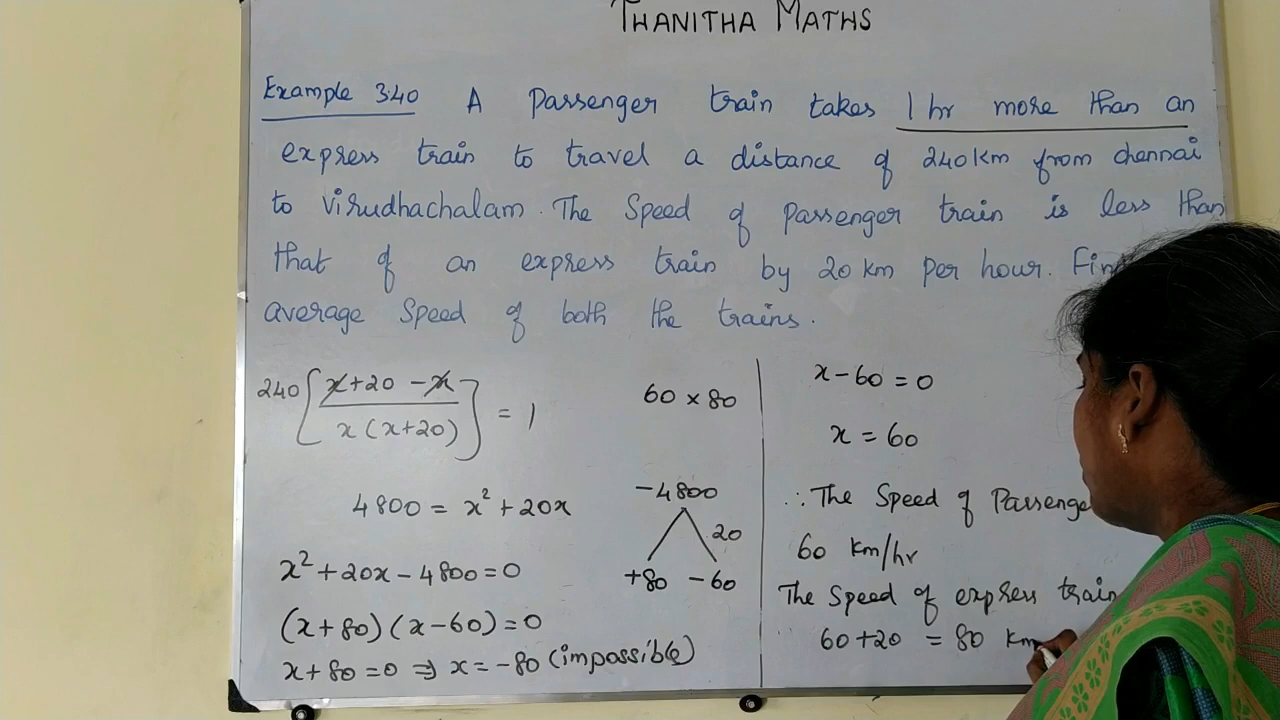 THANITHA MATHS
Example 3.40 A Passenger train takes 1 hr more than an
express train to travel a distance of 240 km from chennai
to Virudhachalam. The Speed of Passenger train is less than
that of an express train by 20 km per hour.
average Speed of both the trains.
240 [ x+20 - x / x (x+20) ] = 1
4800 = x² + 20x
x² + 20x - 4800 = 0
(x + 80) (x - 60) = 0
x + 80 = 0 ⇒ x = -80 (impossible)
60 × 80
-4800
20
+80 -60
x - 60 = 0
x = 60
∴ The Speed of
60 km/hr
The Speed of express train
60 + 20 = 80 km